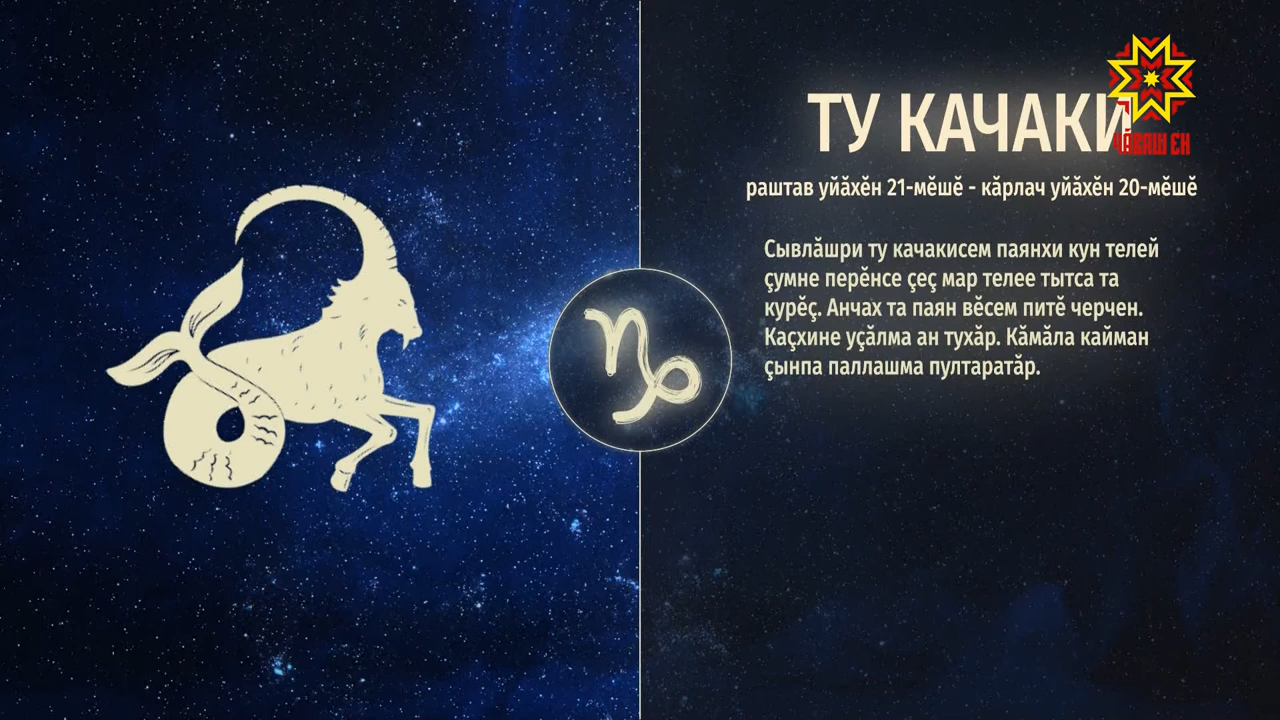 ТУ КАЧАКИ
ЧӐВАШ ЕН
раштав уйӑхӗн 21-мӗшӗ - кӑрлач уйӑхӗн 20-мӗшӗ
Сывлӑшри ту качакисем паянхи кун телей
ҫумне перӗнсе ҫеҫ мар телее тытса та
курӗҫ. Анчах та паян вӗсем питӗ черчен.
Каҫхине уҫӑлма ан тухӑр. Кӑмӑла кайман
ҫынпа паллашма пултаратӑр.